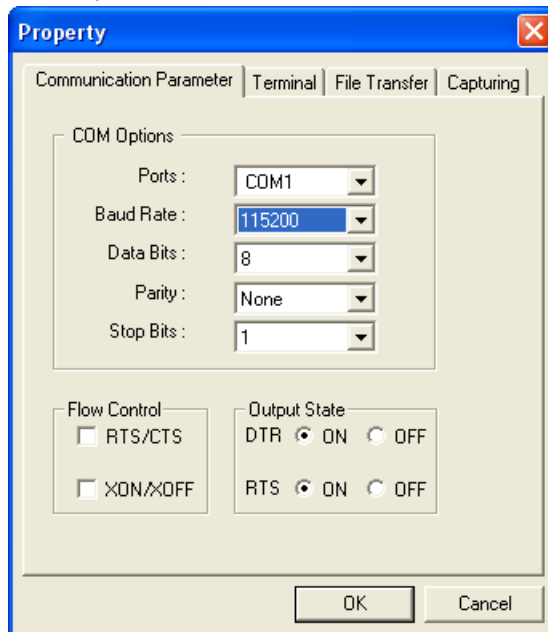 Property
Communication Parameter Terminal File Transfer Capturing
COM Options
Ports : COM1
Baud Rate : 115200
Data Bits : 8
Parity : None
Stop Bits : 1
Flow Control
RTS/CTS
XON/XOFF
Output State
DTR ON OFF
RTS ON OFF
OK Cancel